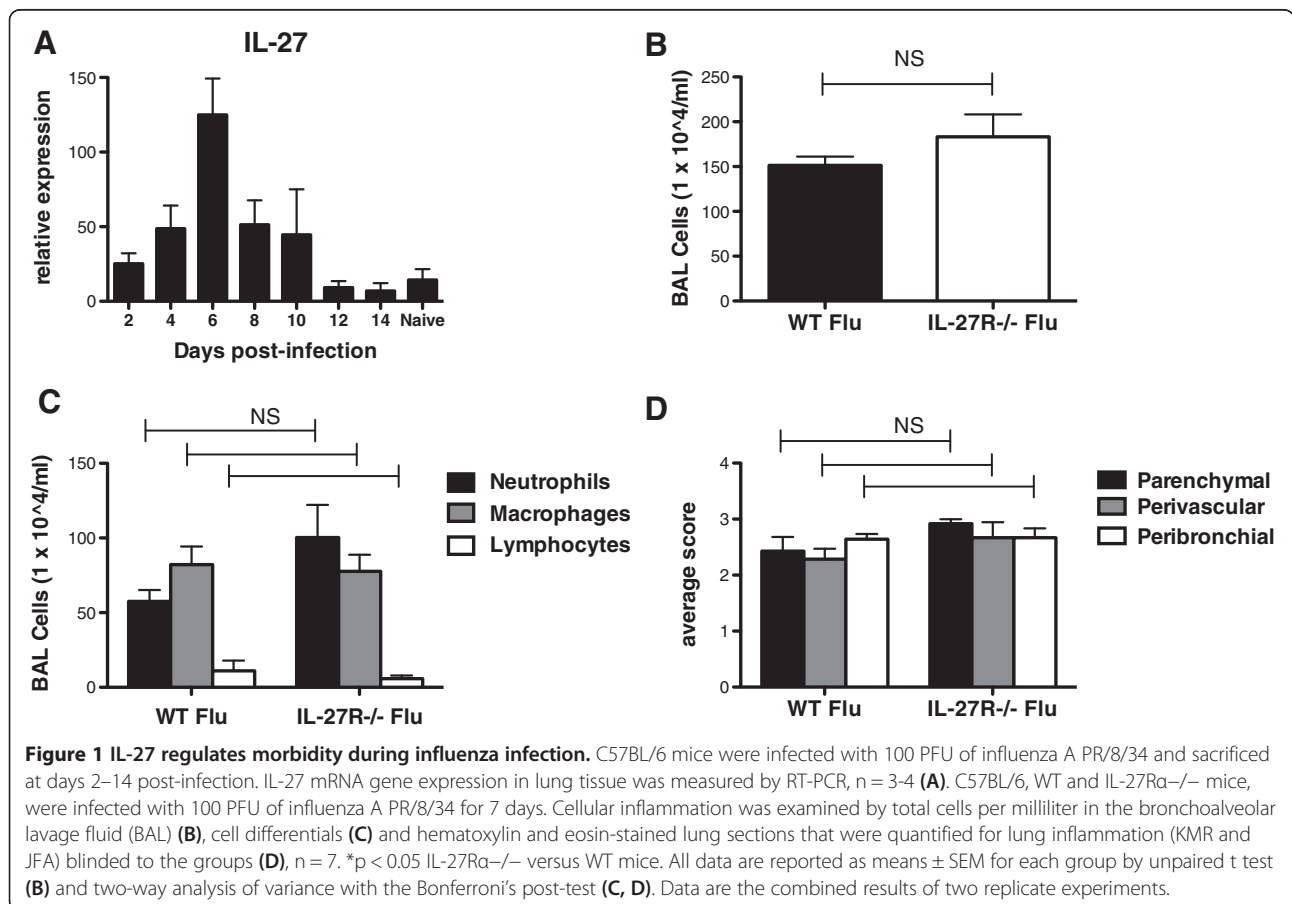 A
IL-27
relative expression
150
100
50
0
2 4 6 8 10 12 14 Naive
Days post-infection
B
NS
BAL Cells (1 x 10^4/ml)
250
200
150
100
50
0
WT Flu IL-27R-/- Flu
C
NS
BAL Cells (1 x 10^4/ml)
150
100
50
0
WT Flu IL-27R-/- Flu
Neutrophils
Macrophages
Lymphocytes
D
NS
average score
4
3
2
1
0
WT Flu IL-27R-/- Flu
Parenchymal
Perivascular
Peribronchial
Figure 1 IL-27 regulates morbidity during influenza infection. C57BL/6 mice were infected with 100 PFU of influenza A PR/8/34 and sacrificed
at days 2–14 post-infection. IL-27 mRNA gene expression in lung tissue was measured by RT-PCR, n = 3-4 (A). C57BL/6, WT and IL-27Rα−/− mice,
were infected with 100 PFU of influenza A PR/8/34 for 7 days. Cellular inflammation was examined by total cells per milliliter in the bronchoalveolar
lavage fluid (BAL) (B), cell differentials (C) and hematoxylin and eosin-stained lung sections that were quantified for lung inflammation (KMR and
JFA) blinded to the groups (D), n = 7. *p < 0.05 IL-27Rα−/− versus WT mice. All data are reported as means ± SEM for each group by unpaired t test
(B) and two-way analysis of variance with the Bonferroni's post-test (C, D). Data are the combined results of two replicate experiments.